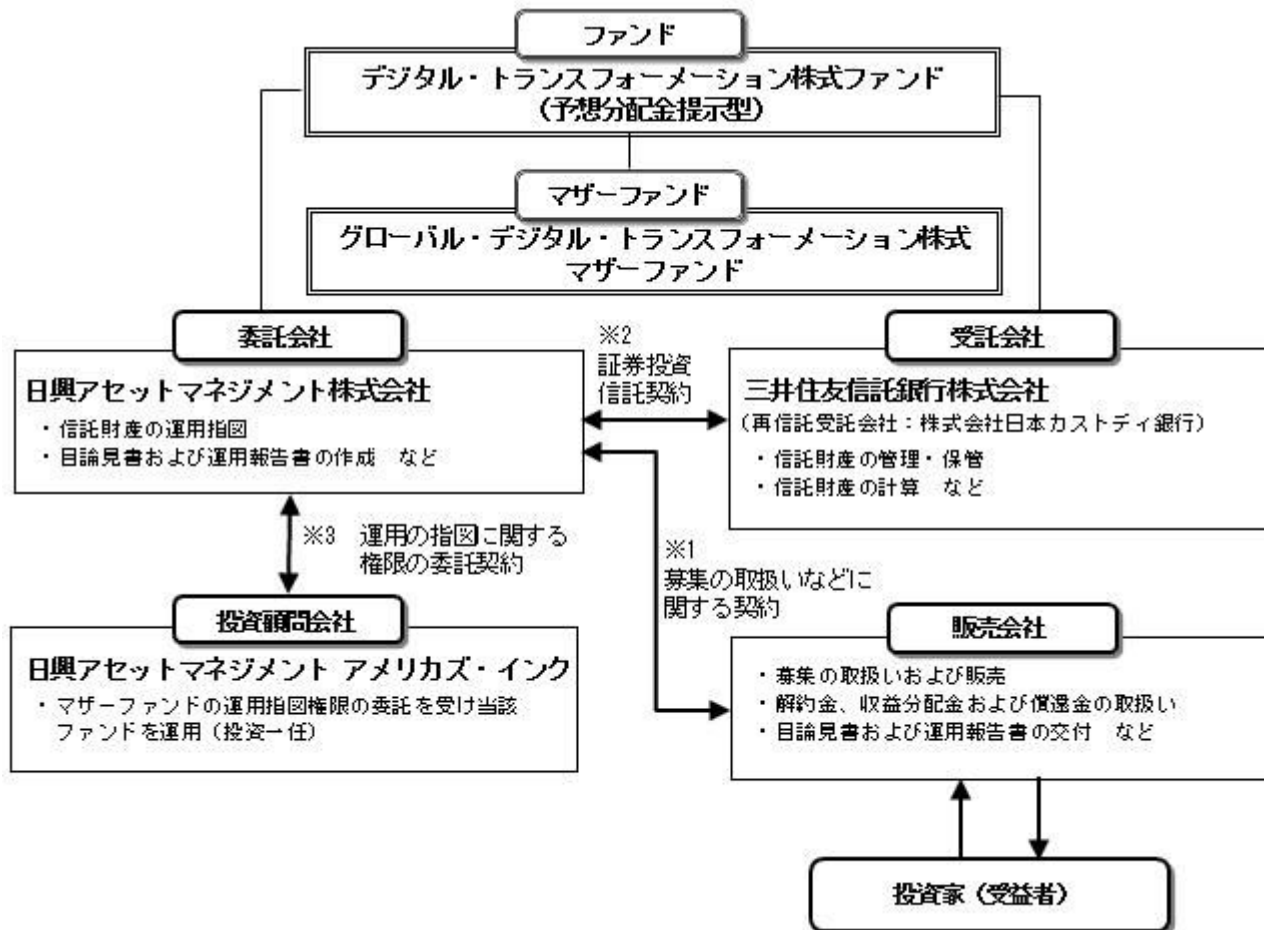 ファンド
デジタル・トランスフォーメーション株式ファンド
（予想分配金提示型）
マザーファンド
グローバル・デジタル・トランスフォーメーション株式
マザーファンド
委託会社
日興アセットマネジメント株式会社
・信託財産の運用指図
・目論見書および運用報告書の作成　など
※2
証券投資
信託契約
受託会社
三井住友信託銀行株式会社
（再信託受託会社：株式会社日本カストディ銀行）
・信託財産の管理・保管
・信託財産の計算　など
※3　運用の指図に関する
権限の委託契約
※1
募集の取扱いなどに
関する契約
投資顧問会社
日興アセットマネジメント アメリカズ・インク
・マザーファンドの運用指図権限の委託を受け当該
ファンドを運用（投資一任）
販売会社
・募集の取扱いおよび販売
・解約金、収益分配金および償還金の取扱い
・目論見書および運用報告書の交付　など
投資家（受益者）